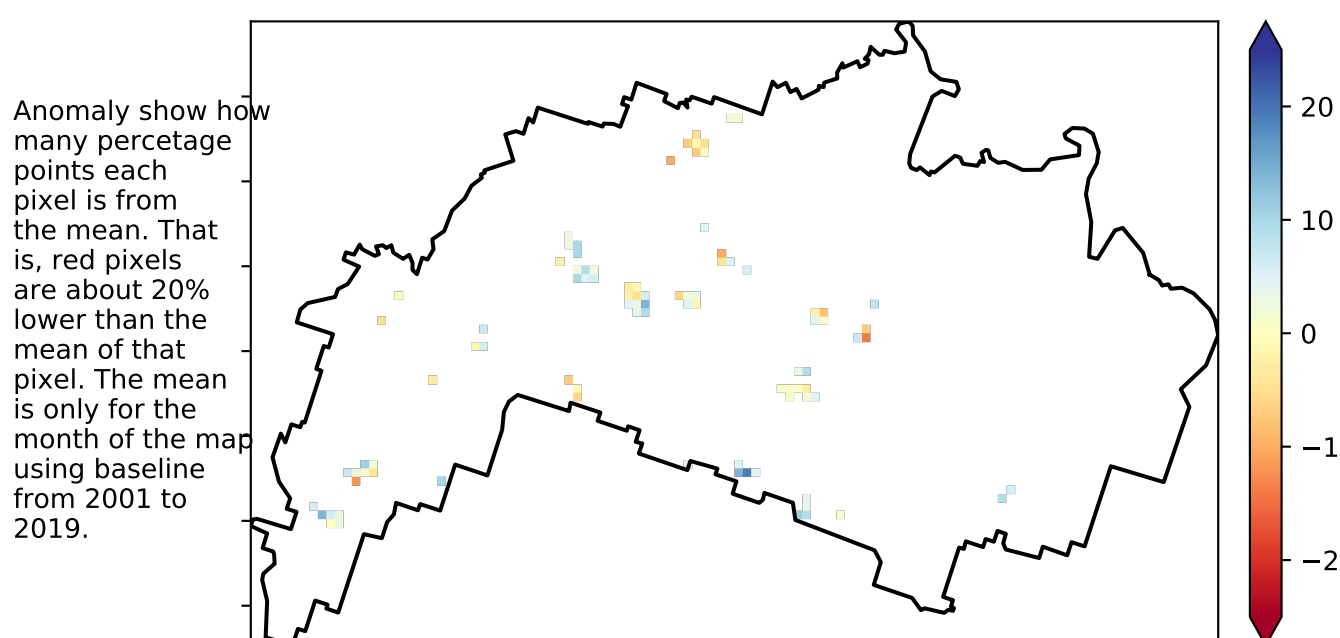 Anomaly show how
many percetage
points each
pixel is from
the mean. That
is, red pixels
are about 20%
lower than the
mean of that
pixel. The mean
is only for the
month of the map
using baseline
from 2001 to
2019.
20
10
0
−1
−2